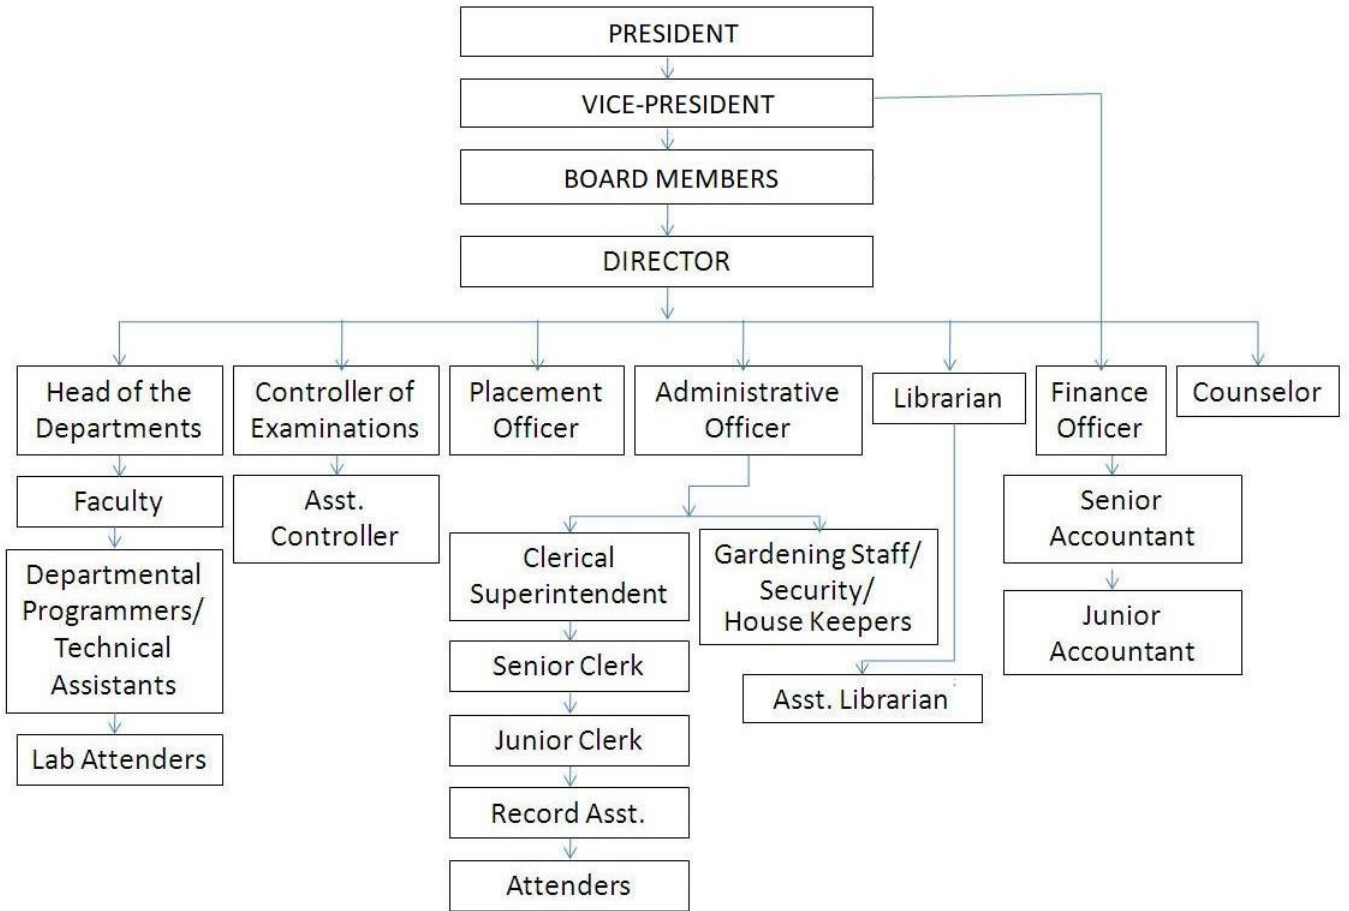 PRESIDENT
VICE-PRESIDENT
BOARD MEMBERS
DIRECTOR
Head of the
Departments
Controller of
Examinations
Placement
Officer
Administrative
Officer
Librarian
Finance
Officer
Counselor
Faculty
Asst.
Controller
Senior
Accountant
Departmental
Programmers/
Technical
Assistants
Clerical
Superintendent
Gardening Staff/
Security/
House Keepers
Junior
Accountant
Senior Clerk
Asst. Librarian
Lab Attenders
Junior Clerk
Record Asst.
Attenders